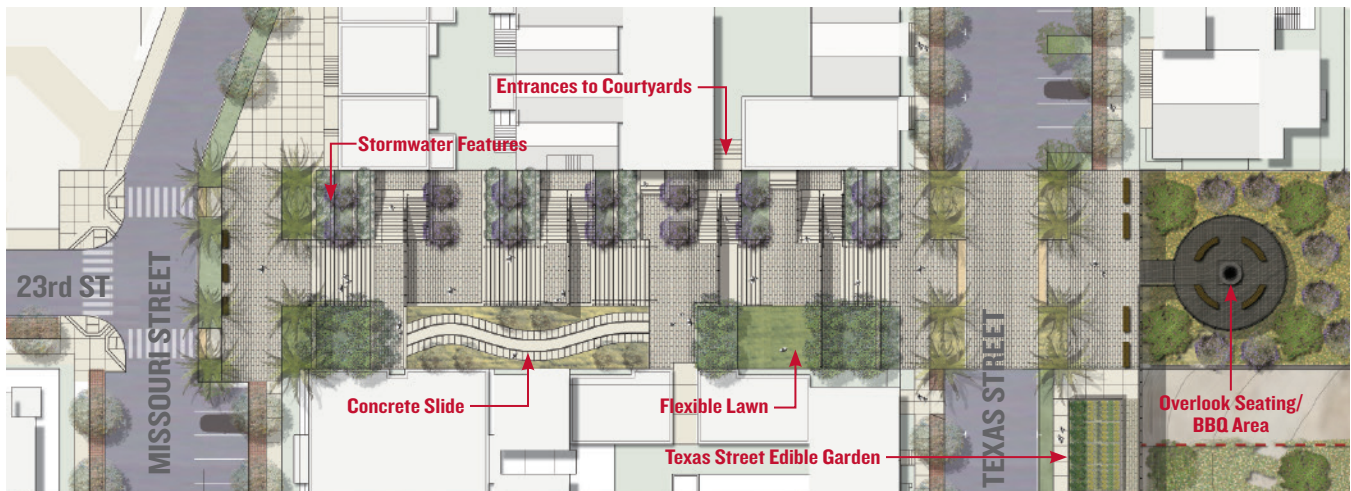 Entrances to Courtyards
Stormwater Features
23rd ST
MISSOURI STREET
TEXAS STREET
Concrete Slide
Flexible Lawn
Overlook Seating/
BBQ Area
Texas Street Edible Garden